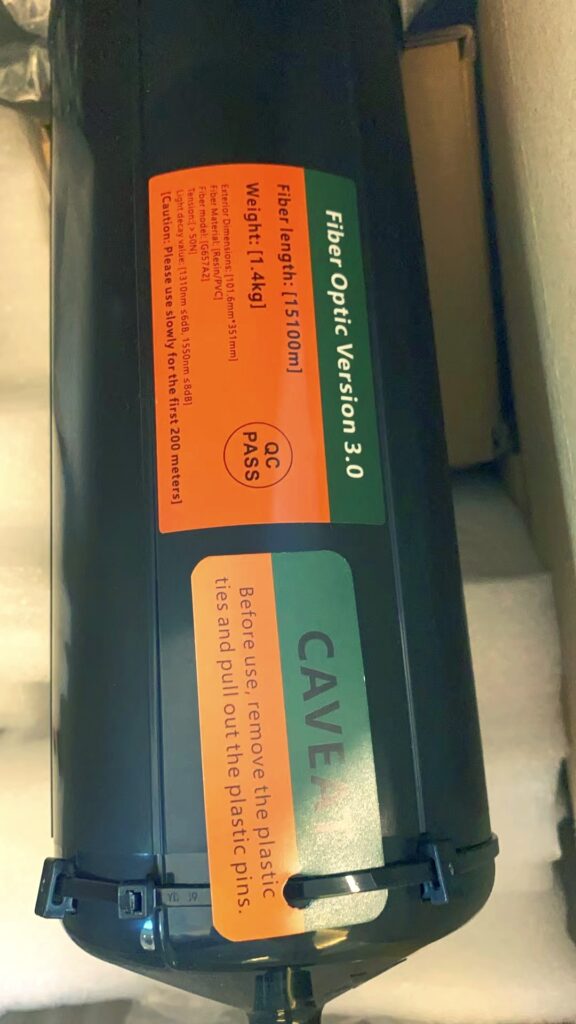 Fiber Optic Version 3.0
Fiber length: [15100m]
Weight: [1.4kg]
Exterior Dimensions: [101.6mm*351mm]
Fiber Material: [Resin/PVC]
Fiber model: [G657A2]
Tension:[ > 50N]
Light decay value: [1310nm ≤6dB, 1550nm ≤8dB]
[Caution: Please use slowly for the first 200 meters]
QC
PASS
CAVEAT
Before use, remove the plastic
ties and pull out the plastic pins.